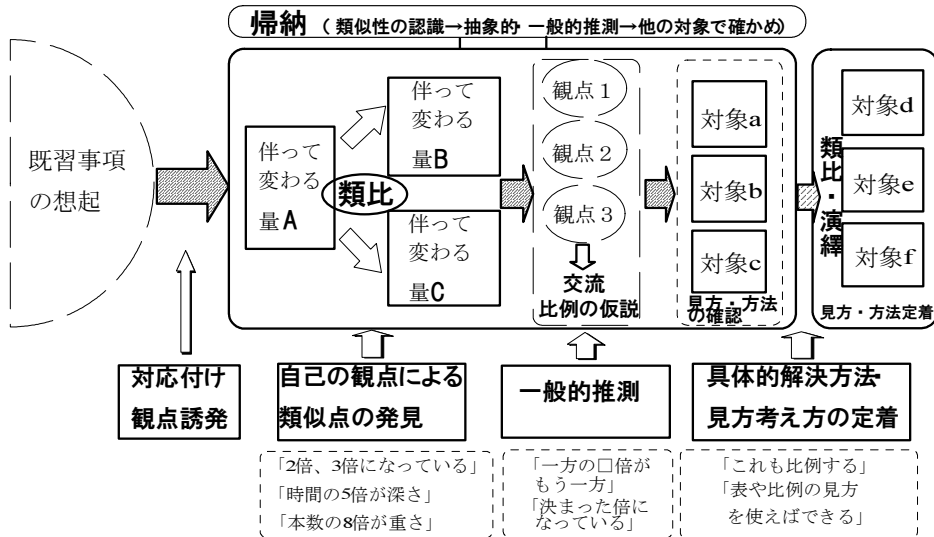 帰納（類似性の認識→抽象的・一般的推測→他の対象で確かめ）
既習事項
の想起
伴って
変わる
量A
類比
伴って
変わる
量B
伴って
変わる
量C
観点1
観点2
観点3
交流
比例の仮説
対象a
対象b
対象c
見方・方法
の確認
類比・演繹
対象d
対象e
対象f
見方・方法定着
対応付け
観点誘発
自己の観点による
類似点の発見
一般的推測
具体的解決方法・
見方考え方の定着
「2倍、3倍になっている」
「時間の5倍が深さ」
「本数の8倍が重さ」
「一方の□倍が
もう一方」
「決まった倍に
なっている」
「これも比例する」
「表や比例の見方
を使えばできる」